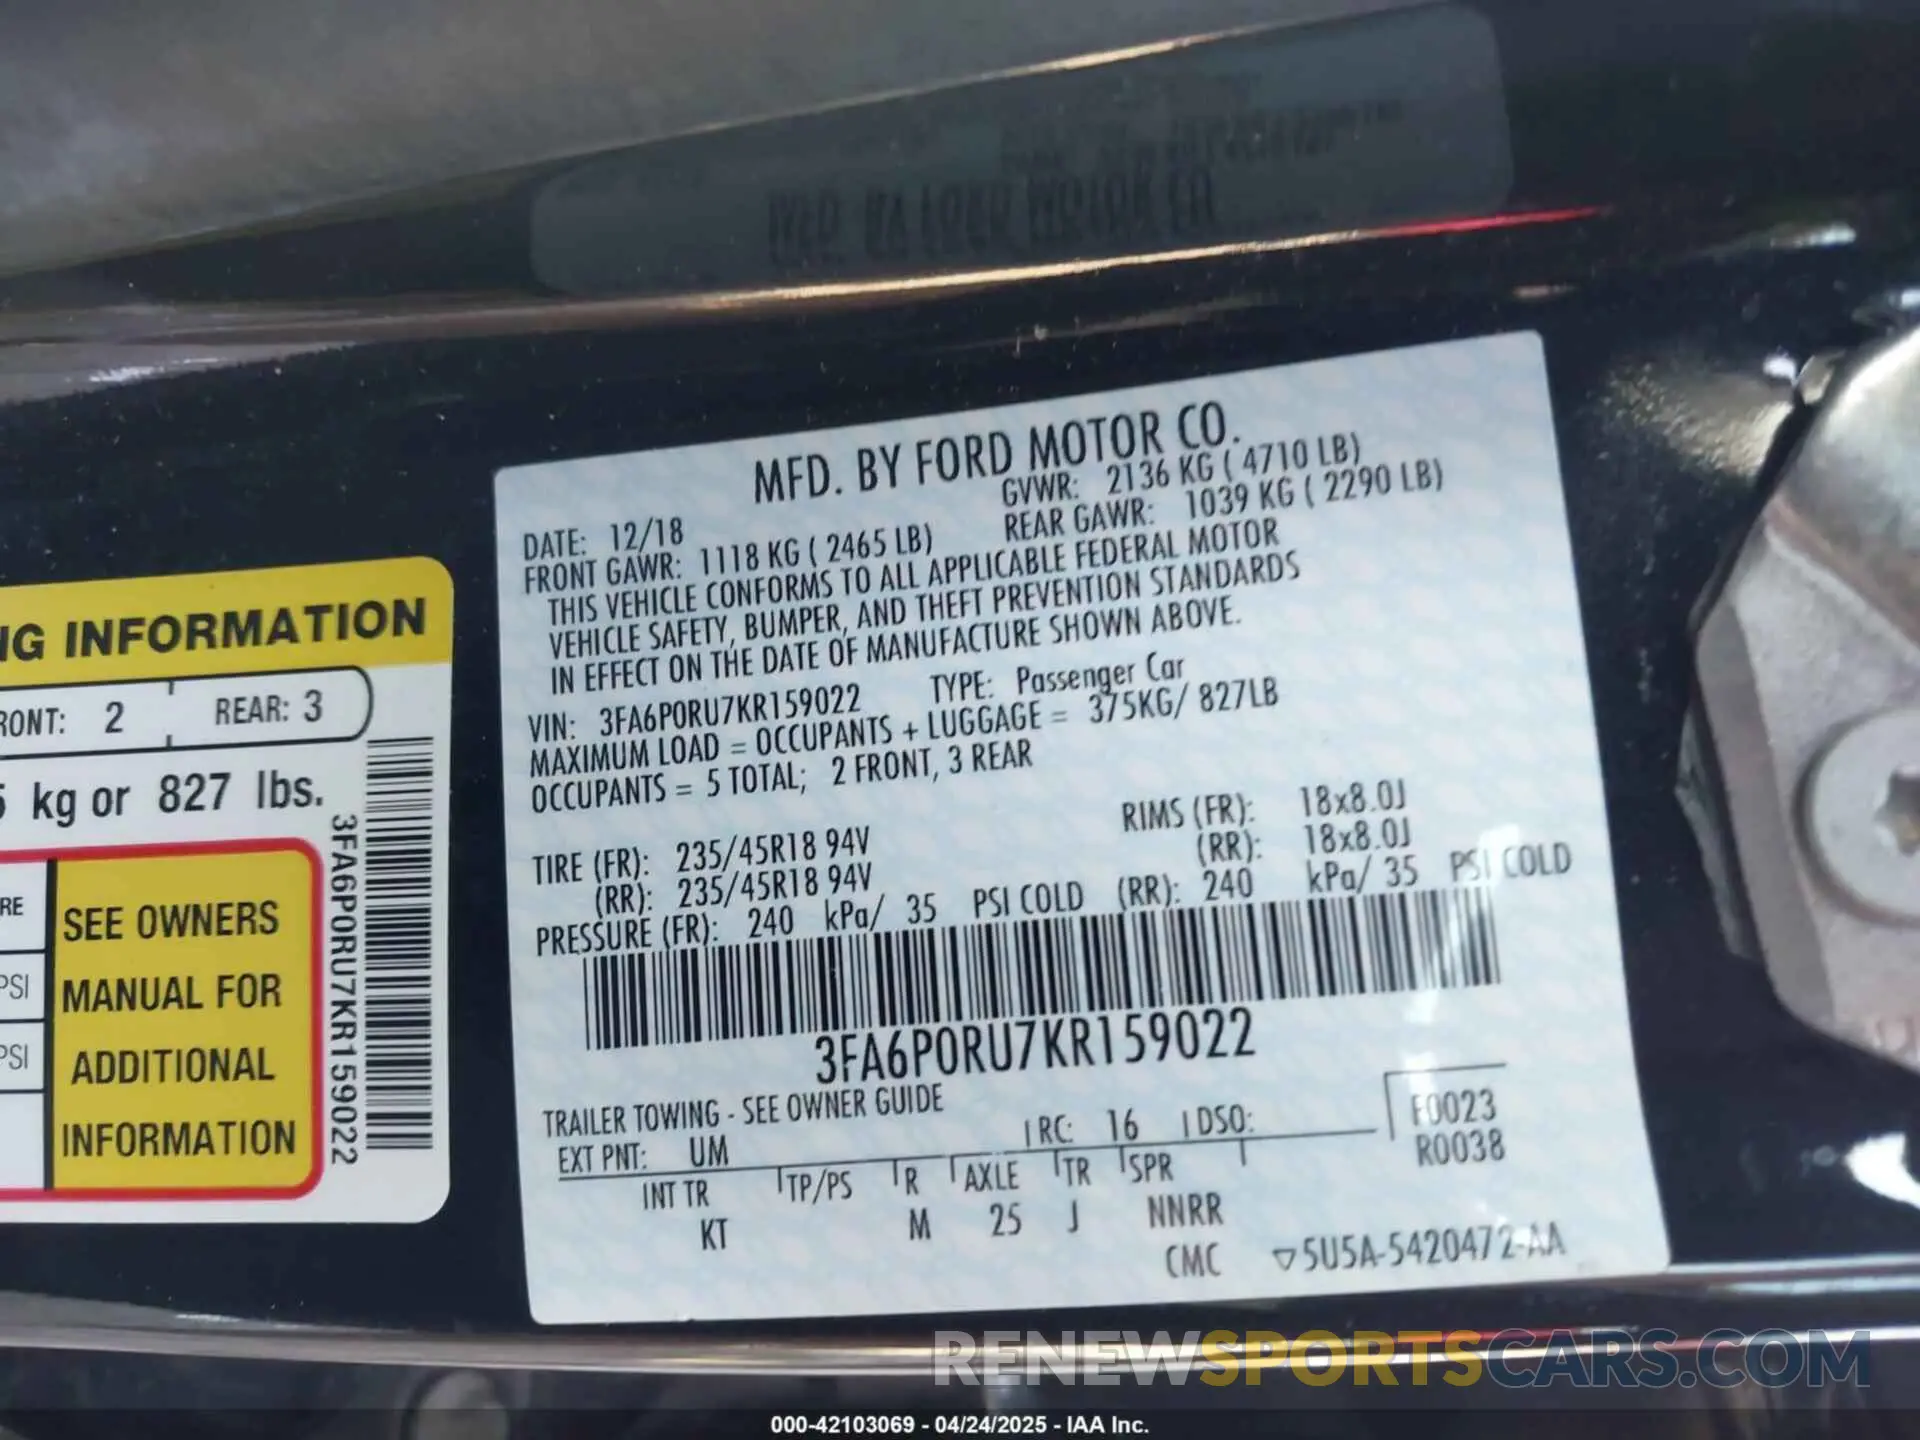 MFD. BY FORD MOTOR CO.
DATE: 12/18
GVWR: 2136 KG ( 4710 LB)
FRONT GAWR: 1118 KG ( 2465 LB)
REAR GAWR: 1039 KG ( 2290 LB)
THIS VEHICLE CONFORMS TO ALL APPLICABLE FEDERAL MOTOR
VEHICLE SAFETY, BUMPER, AND THEFT PREVENTION STANDARDS
IN EFFECT ON THE DATE OF MANUFACTURE SHOWN ABOVE.
VIN: 3FA6P0RU7KR159022 TYPE: Passenger Car
MAXIMUM LOAD = OCCUPANTS + LUGGAGE = 375KG/ 827LB
OCCUPANTS = 5 TOTAL; 2 FRONT, 3 REAR
TIRE (FR): 235/45R18 94V RIMS (FR): 18x8.0J
(RR): 235/45R18 94V (RR): 18x8.0J
PRESSURE (FR): 240 kPa/ 35 PSI COLD (RR): 240 kPa/ 35 PSI COLD
3FA6P0RU7KR159022
TRAILER TOWING - SEE OWNER GUIDE
EXT PNT: UM RC: 16 DSO: F0023
R0038
INT TR TP/PS R AXLE TR SPR
KT M 25 J NNRR
CMC ▽5U5A-5420472-AA
NG INFORMATION
RONT: 2 REAR: 3
5 kg or 827 lbs.
3FA6P0RU7KR159022
RE
PSI
PSI
SEE OWNERS
MANUAL FOR
ADDITIONAL
INFORMATION
RENEWSPORTSCARS.COM
000-42103069 - 04/24/2025 - IAA Inc.